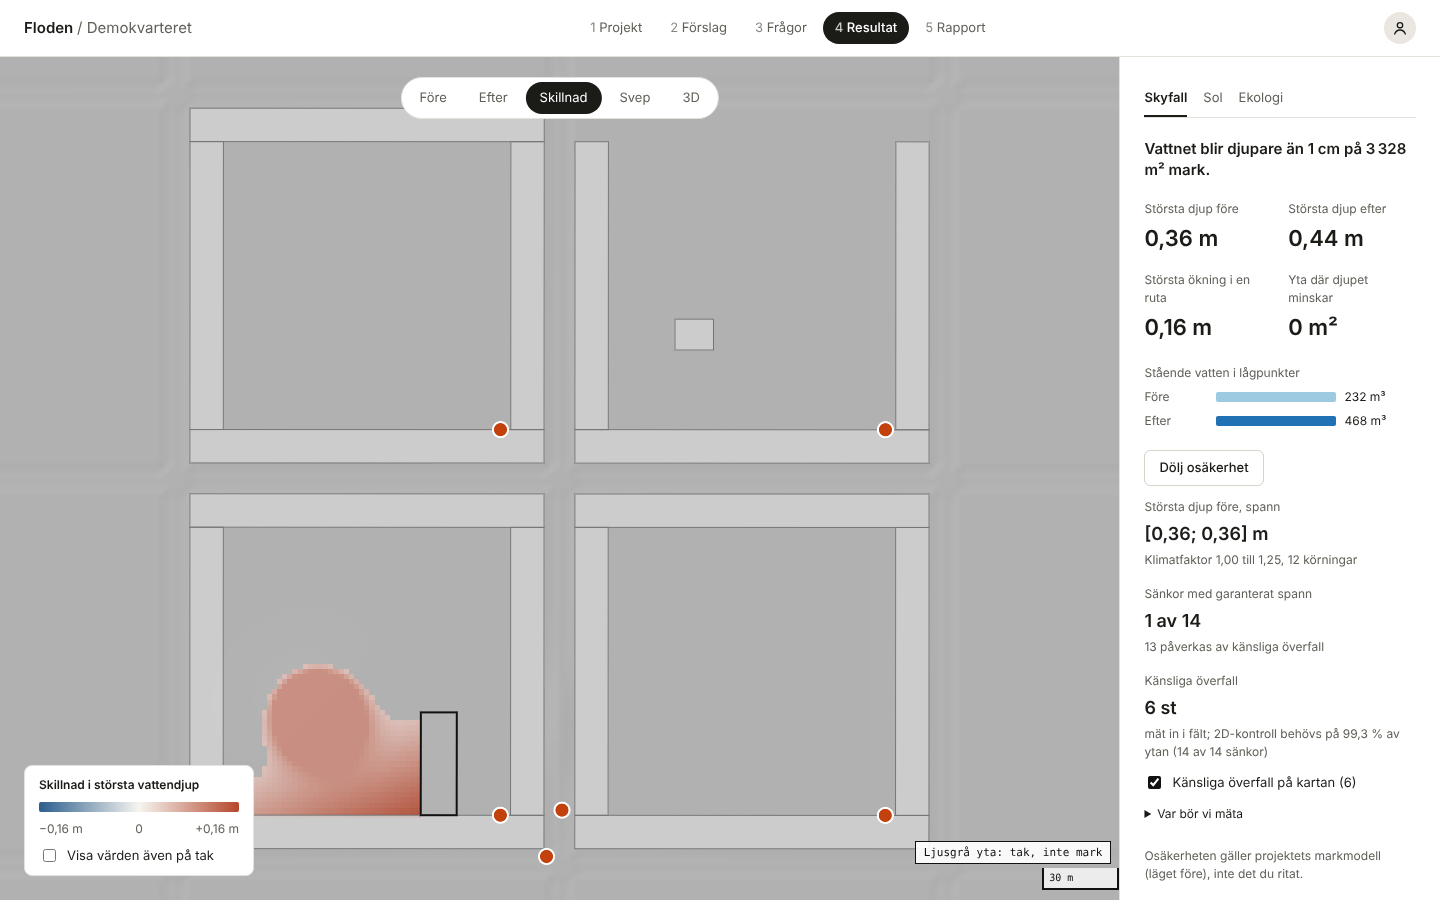 Floden / Demokvarteret
1 Projekt
2 Förslag
3 Frågor
4 Resultat
5 Rapport
Före
Efter
Skillnad
Svep
3D
Skyfall
Sol
Ekologi
Vattnet blir djupare än 1 cm på 3 328
m² mark.
Största djup före
Största djup efter
0,36 m
0,44 m
Största ökning i en
ruta
Yta där djupet
minskar
0,16 m
0 m²
Stående vatten i lågpunkter
Före
232 m³
Efter
468 m³
Dölj osäkerhet
Största djup före, spann
[0,36; 0,36] m
Klimatfaktor 1,00 till 1,25, 12 körningar
Sänkor med garanterat spann
1 av 14
13 påverkas av känsliga överfall
Känsliga överfall
6 st
mät in i fält; 2D-kontroll behövs på 99,3 % av
ytan (14 av 14 sänkor)
Känsliga överfall på kartan (6)
Var bör vi mäta
Osäkerheten gäller projektets markmodell
(läget före), inte det du ritat.
Skillnad i största vattendjup
−0,16 m
0
+0,16 m
Visa värden även på tak
Ljusgrå yta: tak, inte mark
30 m